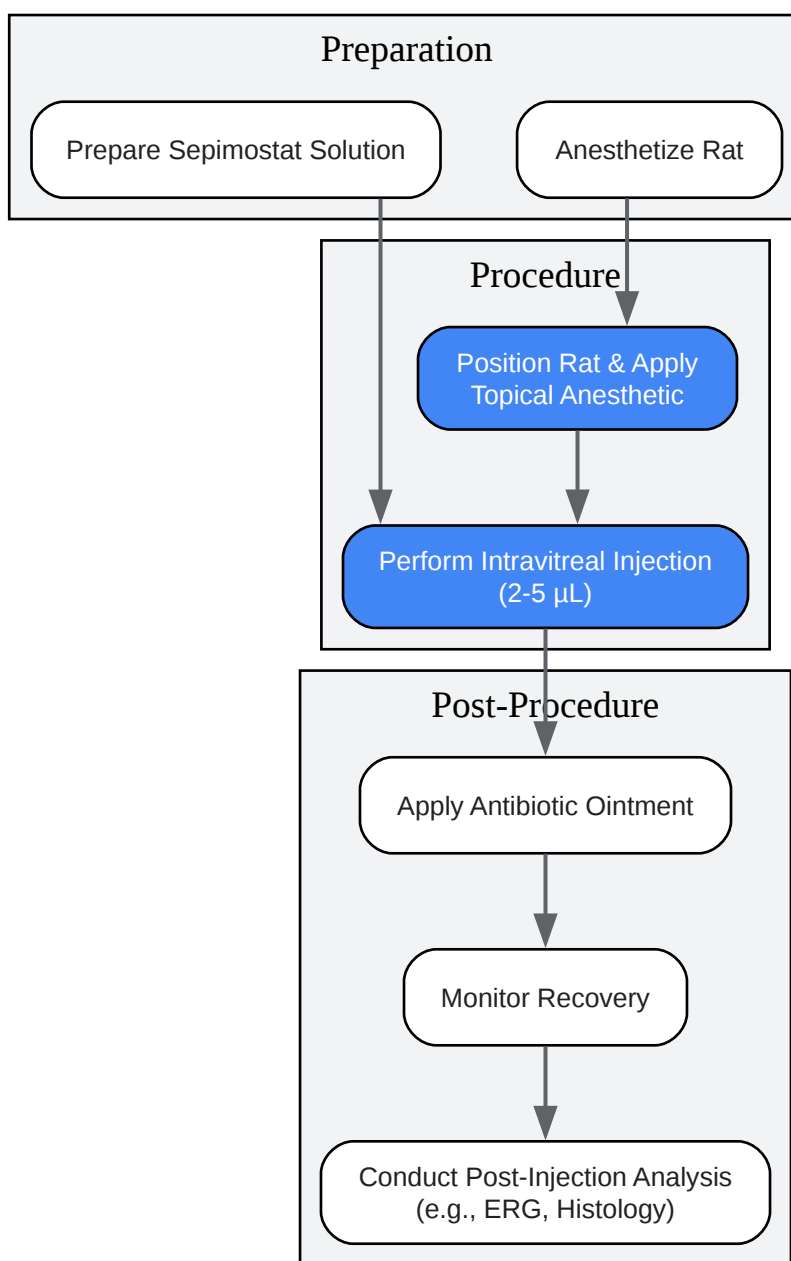 Preparation
Prepare Sepimostat Solution
Anesthetize Rat
Procedure
Position Rat & Apply
Topical Anesthetic
Perform Intravitreal Injection
(2-5 µL)
Post-Procedure
Apply Antibiotic Ointment
Monitor Recovery
Conduct Post-Injection Analysis
(e.g., ERG, Histology)